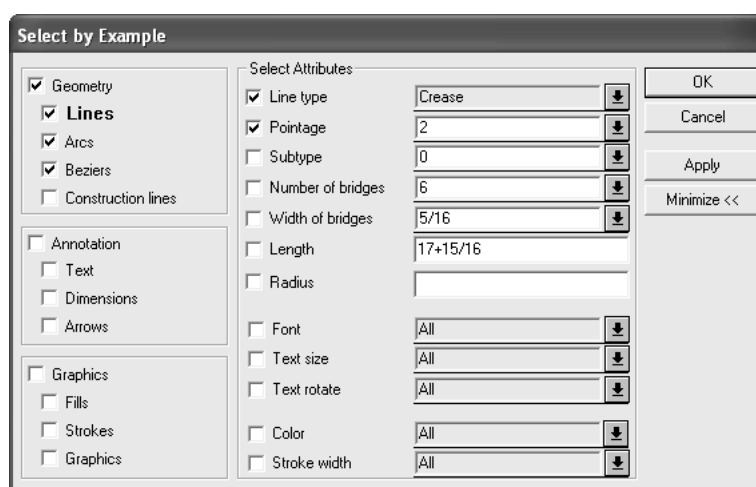 Select by Example
Geometry
Lines
Arcs
Beziers
Construction lines
Annotation
Text
Dimensions
Arrows
Graphics
Fills
Strokes
Graphics
Select Attributes
Line type Crease
Pointage 2
Subtype 0
Number of bridges 6
Width of bridges 5/16
Length 17+15/16
Radius
Font All
Text size All
Text rotate All
Color All
Stroke width All
OK
Cancel
Apply
Minimize <<